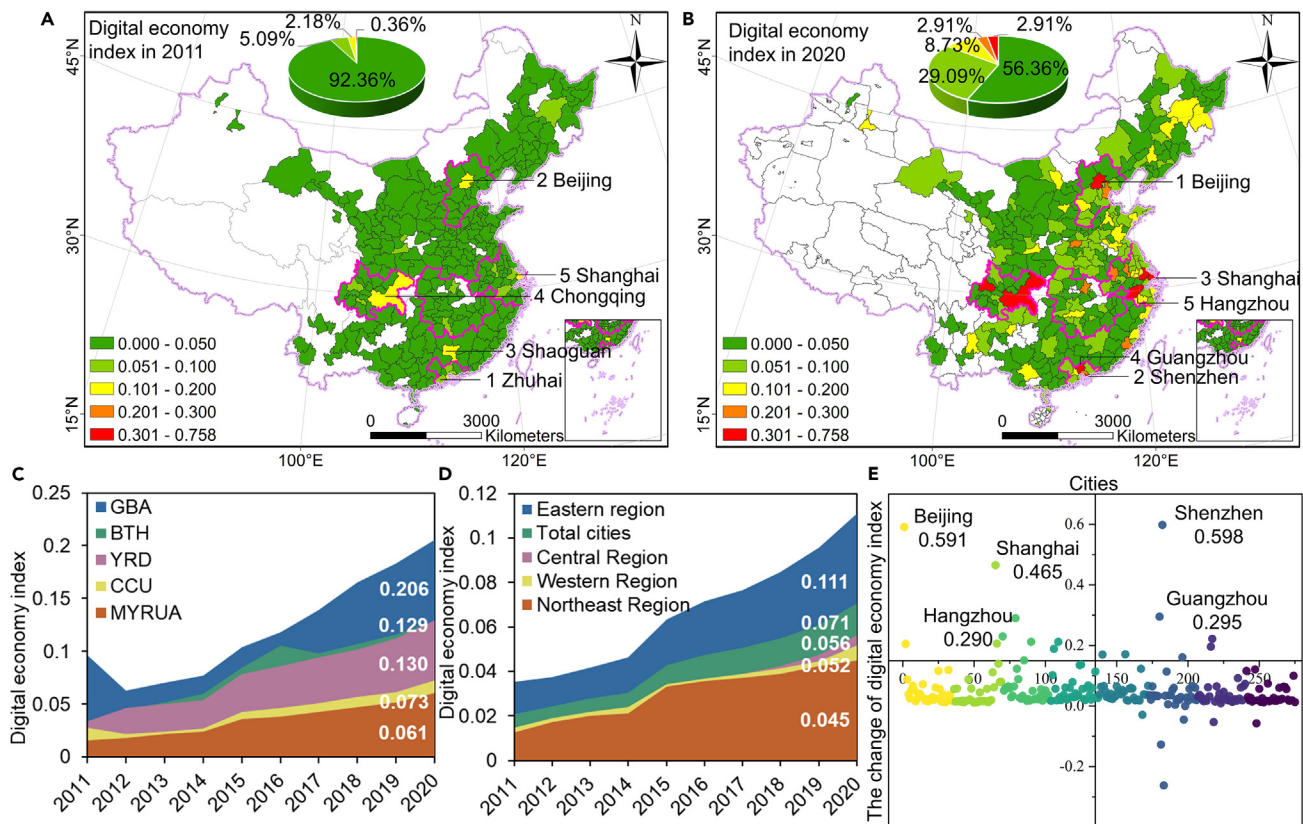 A
Digital economy
index in 2011
2.18%
0.36%
5.09%
92.36%
N
45°N
30°N
15°N
2 Beijing
5 Shanghai
4 Chongqing
3 Shaoguan
1 Zhuhai
0.000 - 0.050
0.051 - 0.100
0.101 - 0.200
0.201 - 0.300
0.301 - 0.758
0 3000
Kilometers
100°E
120°E
B
Digital economy
index in 2020
2.91%
2.91%
8.73%
29.09%
56.36%
N
45°N
30°N
15°N
1 Beijing
3 Shanghai
5 Hangzhou
4 Guangzhou
2 Shenzhen
0.000 - 0.050
0.051 - 0.100
0.101 - 0.200
0.201 - 0.300
0.301 - 0.758
0 3000
Kilometers
100°E
120°E
C
Digital economy index
0.25
0.2
0.15
0.1
0.05
0
GBA
BTH
YRD
CCU
MYRUA
0.206
0.129
0.130
0.073
0.061
2011
2012
2013
2014
2015
2016
2017
2018
2019
2020
D
Digital economy index
0.12
0.1
0.08
0.06
0.04
0.02
0
Eastern region
Total cities
Central Region
Western Region
Northeast Region
0.111
0.071
0.056
0.052
0.045
2011
2012
2013
2014
2015
2016
2017
2018
2019
2020
E
Cities
The change of digital economy index
Beijing
0.591
Shanghai
0.465
Hangzhou
0.290
Shenzhen
0.598
Guangzhou
0.295
0.6
0.4
0.2
0.0
-0.2
0
50
100
150
200
250